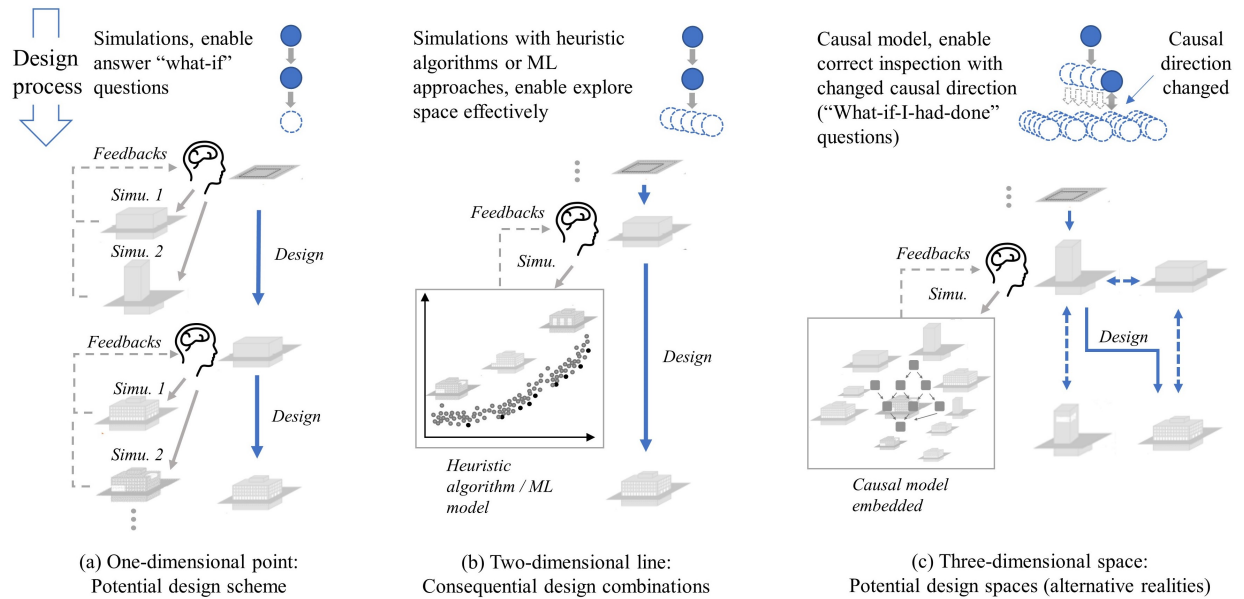 Design
process
Simulations, enable
answer “what-if”
questions
Feedbacks
Simu. 1
Simu. 2
Design
Feedbacks
Simu. 1
Simu. 2
Design
(a) One-dimensional point:
Potential design scheme
Simulations with heuristic
algorithms or ML
approaches, enable explore
space effectively
Feedbacks
Simu.
Design
Heuristic
algorithm / ML
model
(b) Two-dimensional line:
Consequential design combinations
Causal model, enable
correct inspection with
changed causal direction
(“What-if-I-had-done”
questions)
Causal
direction
changed
Feedbacks
Simu.
Design
Causal model
embedded
(c) Three-dimensional space:
Potential design spaces (alternative realities)